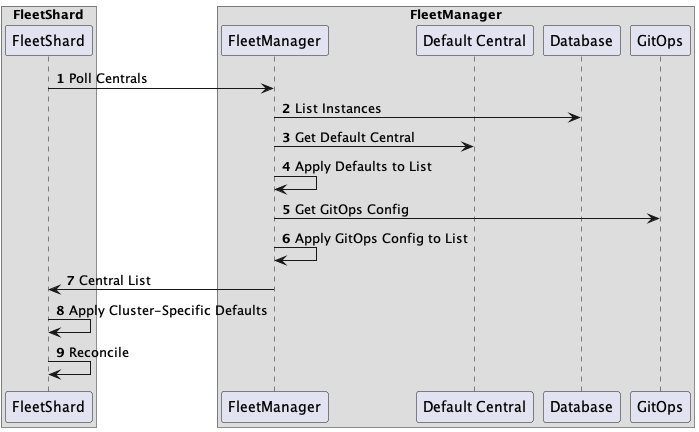 FleetShard
FleetManager
FleetShard
FleetManager
Default Central
Database
GitOps
1 Poll Centrals
2 List Instances
3 Get Default Central
4 Apply Defaults to List
5 Get GitOps Config
6 Apply GitOps Config to List
7 Central List
8 Apply Cluster-Specific Defaults
9 Reconcile
FleetShard
FleetManager
Default Central
Database
GitOps